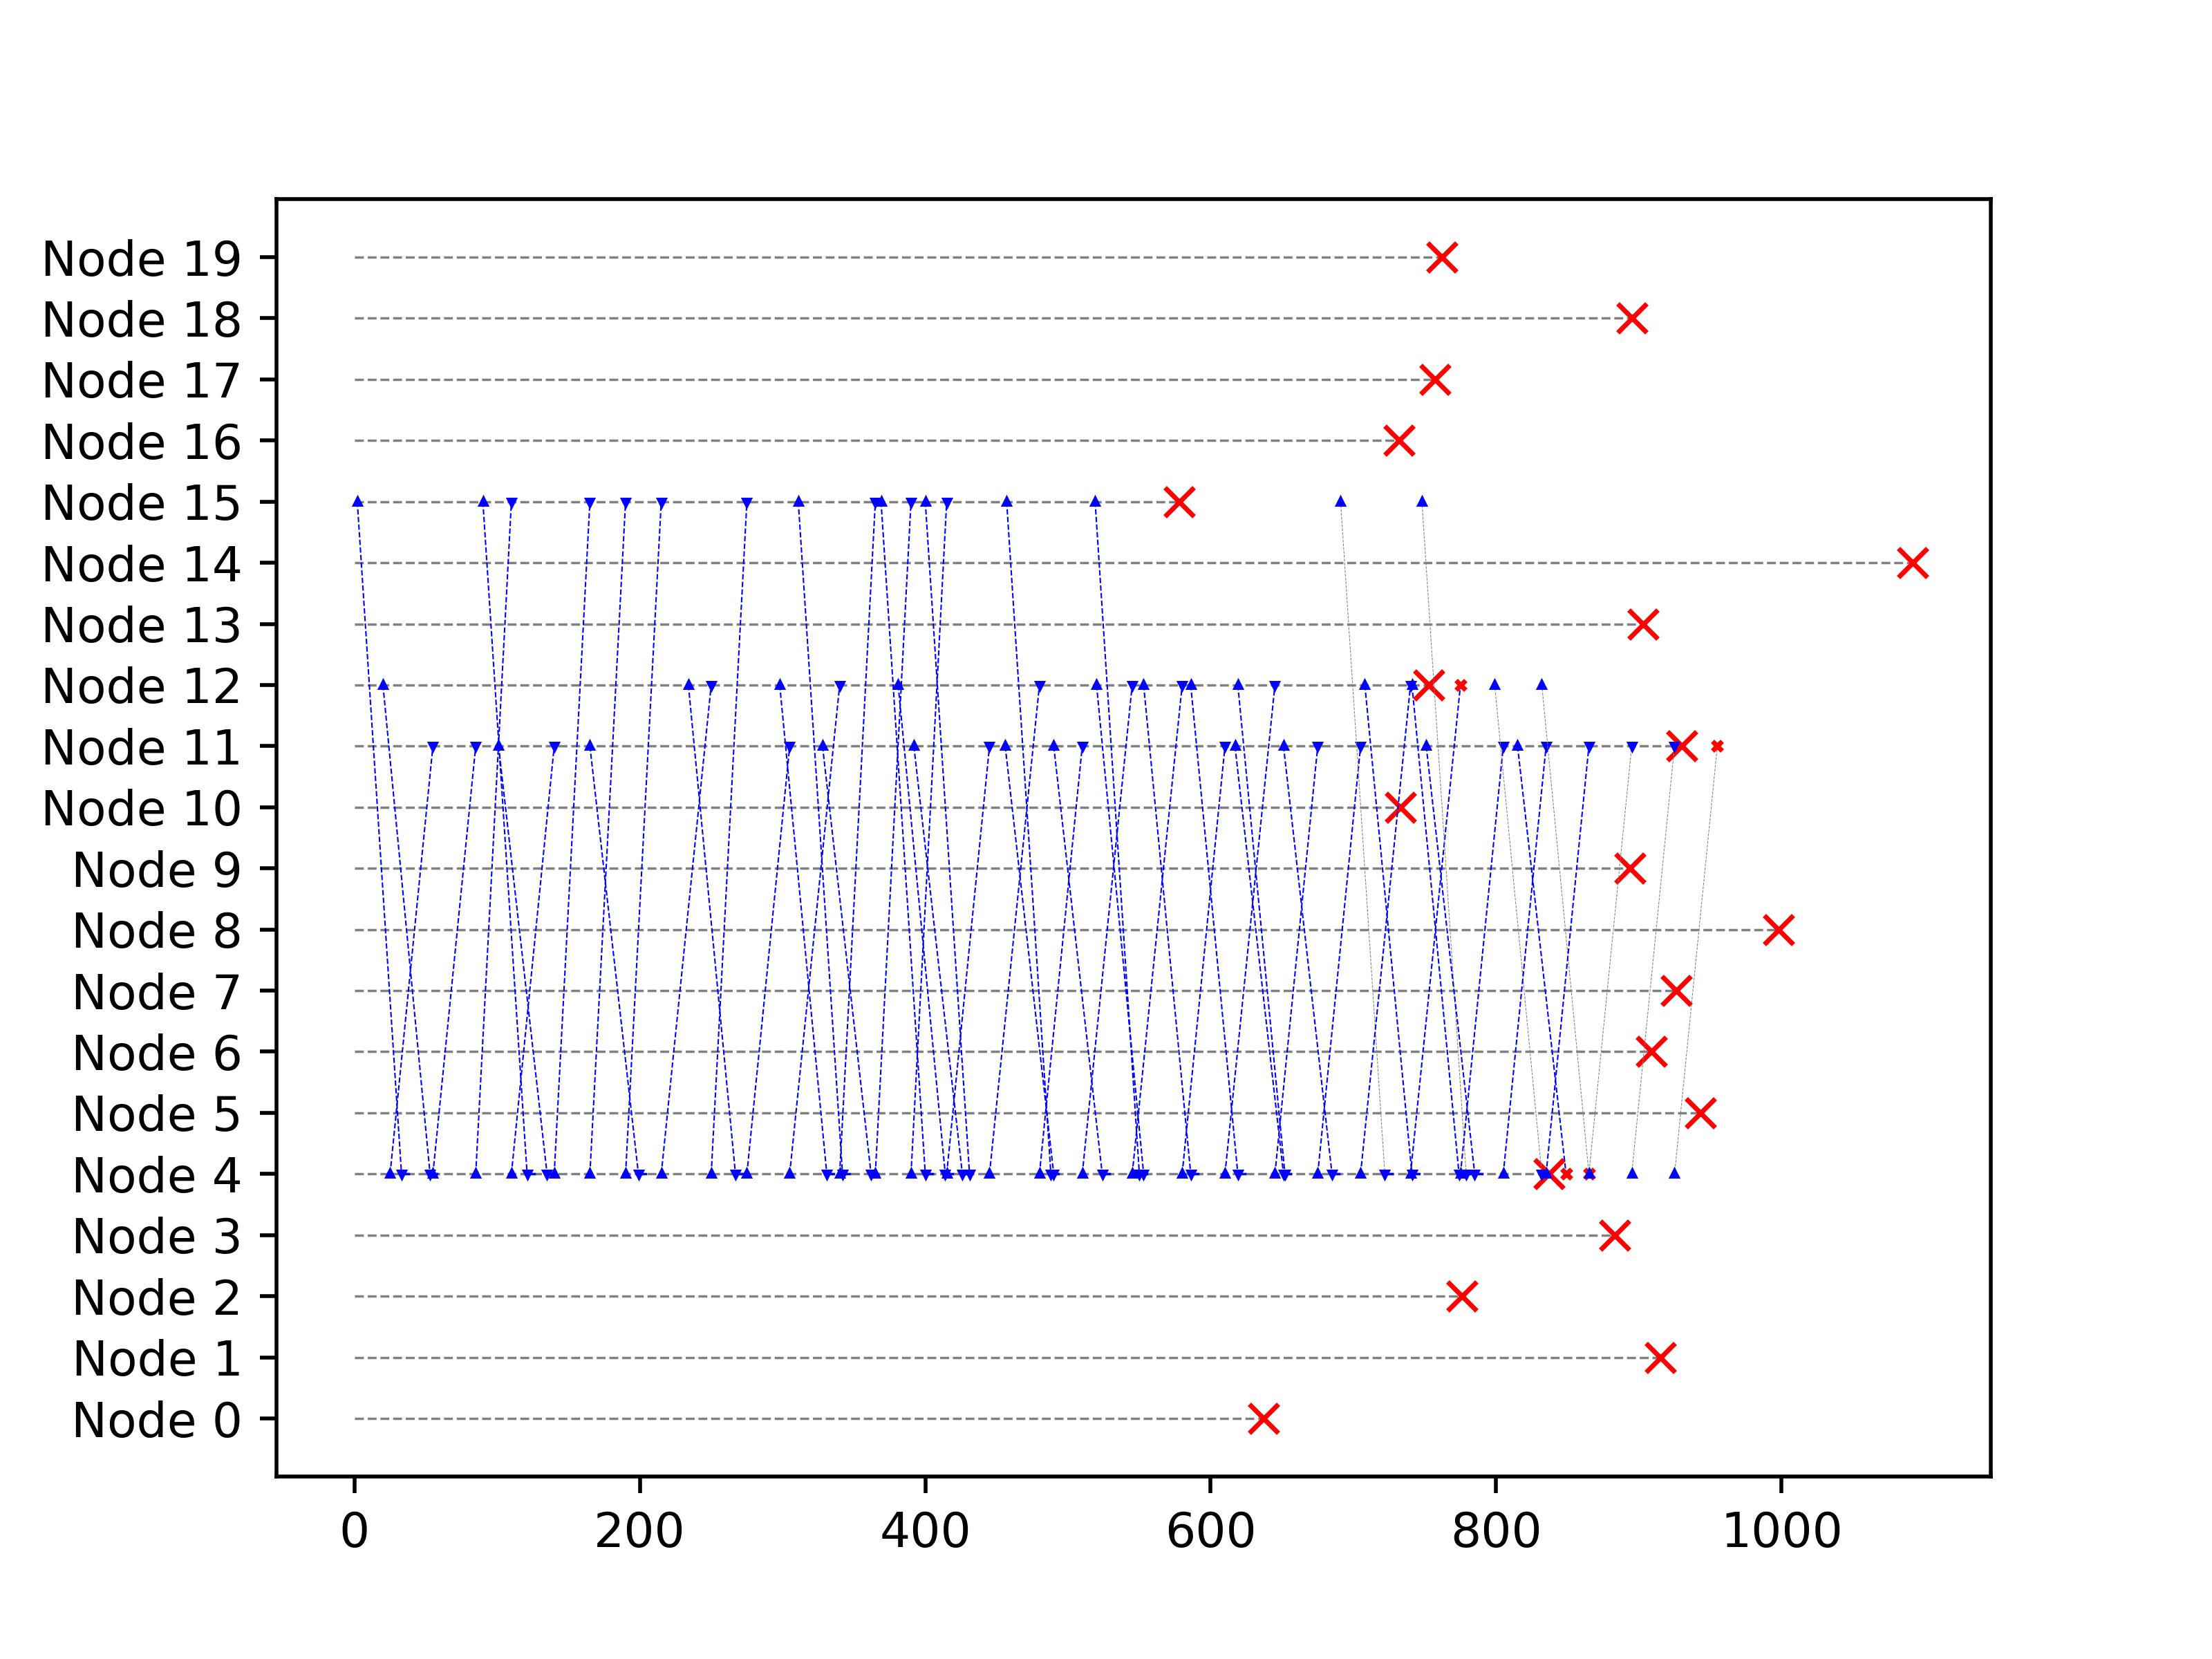 Node 19
Node 18
Node 17
Node 16
Node 15
Node 14
Node 13
Node 12
Node 11
Node 10
Node 9
Node 8
Node 7
Node 6
Node 5
Node 4
Node 3
Node 2
Node 1
Node 0
0 200 400 600 800 1000